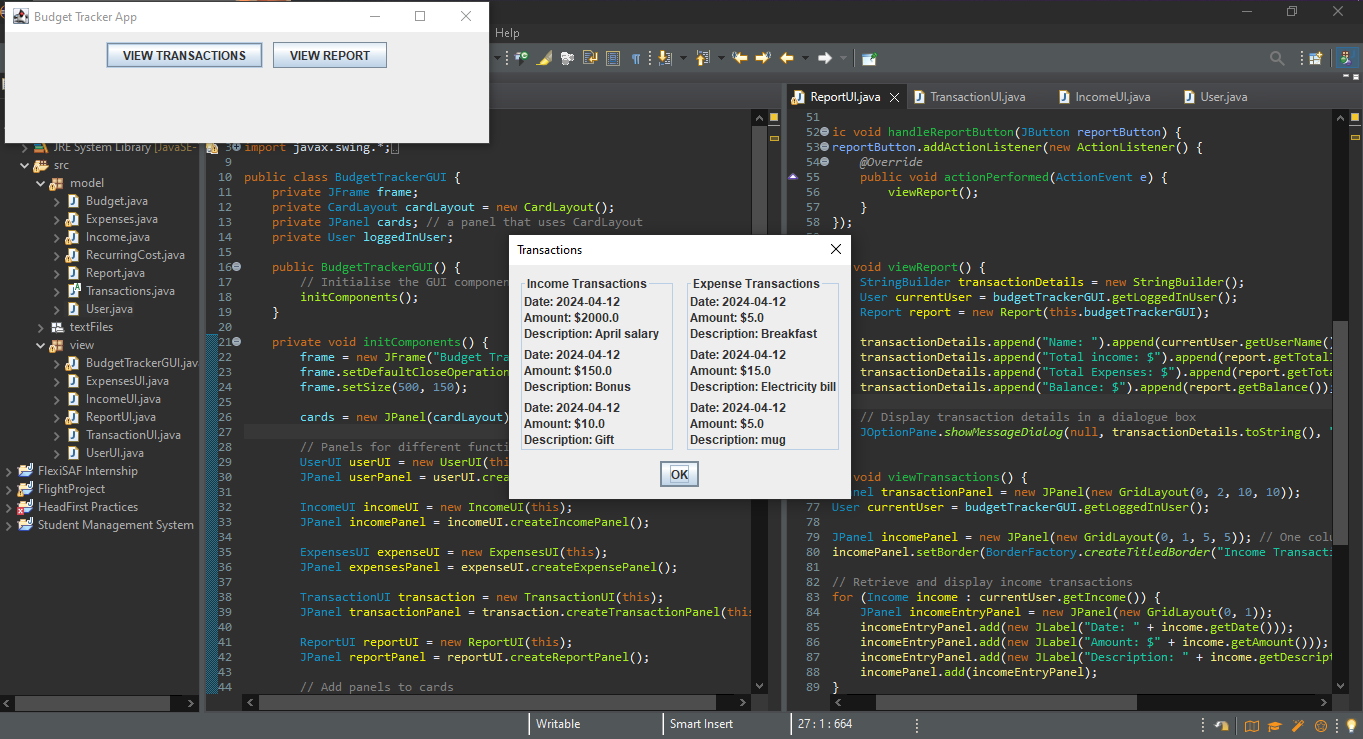 Budget Tracker App
VIEW TRANSACTIONS
VIEW REPORT
Help
JRE System Library [JavaSE-
src
model
Budget.java
Expenses.java
Income.java
RecurringCost.java
Report.java
Transactions.java
User.java
textFiles
view
BudgetTrackerGUI.java
ExpensesUI.java
IncomeUI.java
ReportUI.java
TransactionUI.java
UserUI.java
FlexiSAF Internship
FlightProject
HeadFirst Practices
Student Management System
3 import javax.swing.*;
9
10 public class BudgetTrackerGUI {
11 private JFrame frame;
12 private CardLayout cardLayout = new CardLayout();
13 private JPanel cards; // a panel that uses CardLayout
14 private User loggedInUser;
15
16 public BudgetTrackerGUI() {
17 // Initialise the GUI component
18 initComponents();
19 }
20
21 private void initComponents() {
22 frame = new JFrame("Budget Tra
23 frame.setDefaultCloseOperation
24 frame.setSize(500, 150);
25
26 cards = new JPanel(cardLayout)
27
28 // Panels for different functi
29 UserUI userUI = new UserUI(thi
30 JPanel userPanel = userUI.crea
31
32 IncomeUI incomeUI = new IncomeUI(this);
33 JPanel incomePanel = incomeUI.createIncomePanel();
34
35 ExpensesUI expenseUI = new ExpensesUI(this);
36 JPanel expensesPanel = expenseUI.createExpensePanel();
37
38 TransactionUI transaction = new TransactionUI(this);
39 JPanel transactionPanel = transaction.createTransactionPanel(this
40
41 ReportUI reportUI = new ReportUI(this);
42 JPanel reportPanel = reportUI.createReportPanel();
43
44 // Add panels to cards
Transactions
Income Transactions
Date: 2024-04-12
Amount: $2000.0
Description: April salary
Date: 2024-04-12
Amount: $150.0
Description: Bonus
Date: 2024-04-12
Amount: $10.0
Description: Gift
Expense Transactions
Date: 2024-04-12
Amount: $5.0
Description: Breakfast
Date: 2024-04-12
Amount: $15.0
Description: Electricity bill
Date: 2024-04-12
Amount: $5.0
Description: mug
OK
ReportUI.java
TransactionUI.java
IncomeUI.java
User.java
51
52 ic void handleReportButton(JButton reportButton) {
53 reportButton.addActionListener(new ActionListener() {
54 @Override
55 public void actionPerformed(ActionEvent e) {
56 viewReport();
57 }
58 });
void viewReport() {
StringBuilder transactionDetails = new StringBuilder();
User currentUser = budgetTrackerGUI.getLoggedInUser();
Report report = new Report(this.budgetTrackerGUI);
transactionDetails.append("Name: ").append(currentUser.getUserName()
transactionDetails.append("Total income: $").append(report.getTotalI
transactionDetails.append("Total Expenses: $").append(report.getTota
transactionDetails.append("Balance: $").append(report.getBalance());
// Display transaction details in a dialogue box
JOptionPane.showMessageDialog(null, transactionDetails.toString(), "
void viewTransactions() {
nel transactionPanel = new JPanel(new GridLayout(0, 2, 10, 10));
77 User currentUser = budgetTrackerGUI.getLoggedInUser();
78
79 JPanel incomePanel = new JPanel(new GridLayout(0, 1, 5, 5)); // One colu
80 incomePanel.setBorder(BorderFactory.createTitledBorder("Income Transacti
81
82 // Retrieve and display income transactions
83 for (Income income : currentUser.getIncome()) {
84 JPanel incomeEntryPanel = new JPanel(new GridLayout(0, 1));
85 incomeEntryPanel.add(new JLabel("Date: " + income.getDate()));
86 incomeEntryPanel.add(new JLabel("Amount: $" + income.getAmount()));
87 incomeEntryPanel.add(new JLabel("Description: " + income.getDescript
88 incomePanel.add(incomeEntryPanel);
89 }
Writable
Smart Insert
27 : 1 : 664